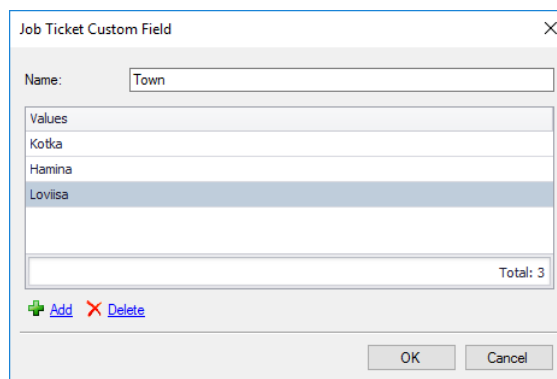 Job Ticket Custom Field
Name: Town
Values
Kotka
Hamina
Loviisa
Total: 3
Add Delete
OK Cancel